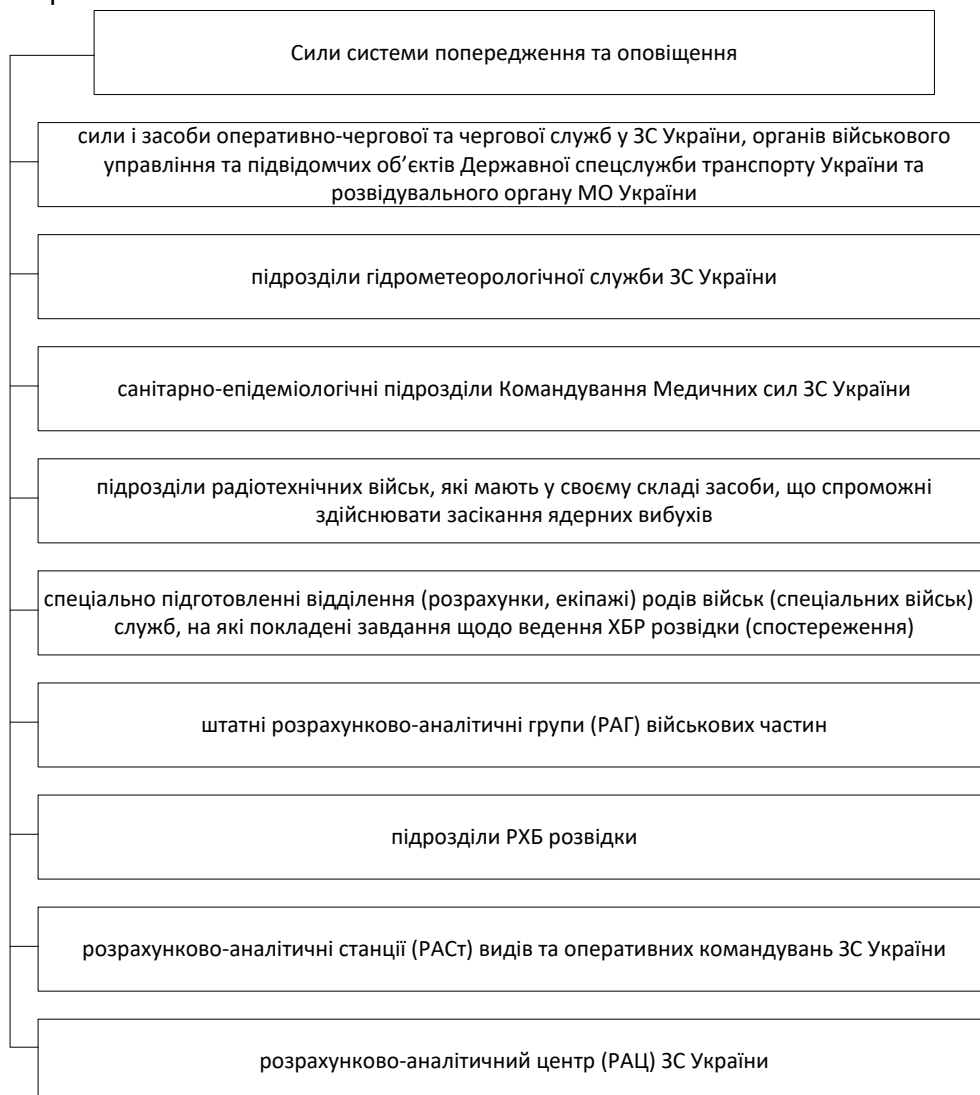 Сили системи попередження та оповіщення
сили і засоби оперативно-чергової та чергової служб у ЗС України, органів військового
управління та підвідомчих об’єктів Державної спецслужби транспорту України та
розвідувального органу МО України
підрозділи гідрометеорологічної служби ЗС України
санітарно-епідеміологічні підрозділи Командування Медичних сил ЗС України
підрозділи радіотехнічних військ, які мають у своєму складі засоби, що спроможні
здійснювати засікання ядерних вибухів
спеціально підготовленні відділення (розрахунки, екіпажі) родів військ (спеціальних військ)
служб, на які покладені завдання щодо ведення ХБР розвідки (спостереження)
штатні розрахунково-аналітичні групи (РАГ) військових частин
підрозділи РХБ розвідки
розрахунково-аналітичні станції (РАСт) видів та оперативних командувань ЗС України
розрахунково-аналітичний центр (РАЦ) ЗС України